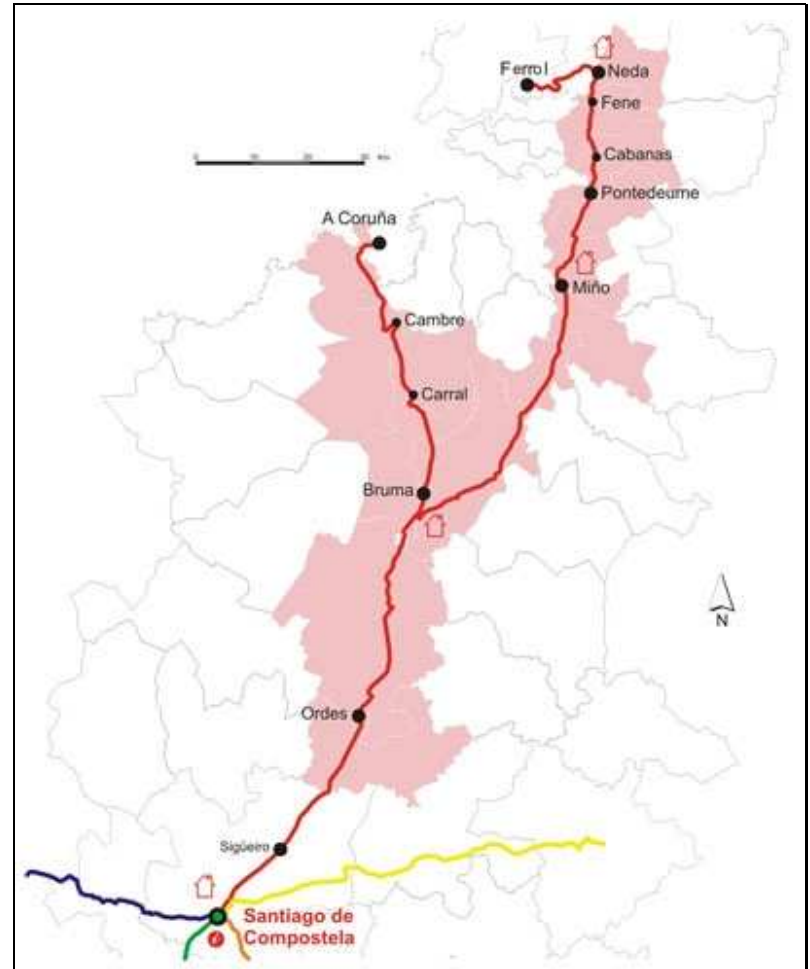 Ferrol
Neda
Fene
Cabanas
Pontedeume
A Coruña
Miño
Cambre
Carral
Bruma
N
Ordes
Sigüeiro
Santiago de
Compostela